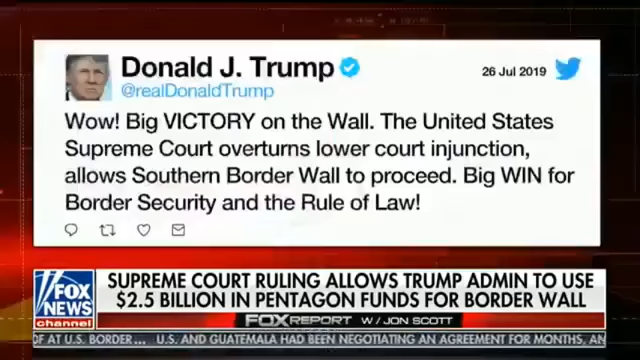 Donald J. Trump
26 Jul 2019
@realDonaldTrump
Wow! Big VICTORY on the Wall. The United States
Supreme Court overturns lower court injunction,
allows Southern Border Wall to proceed. Big WIN for
Border Security and the Rule of Law!
FOX
NEWS
channel
SUPREME COURT RULING ALLOWS TRUMP ADMIN TO USE
$2.5 BILLION IN PENTAGON FUNDS FOR BORDER WALL
FOX REPORT W / JON SCOTT
OF AT U.S. BORDER... U.S. AND GUATEMALA HAD BEEN NEGOTIATING AN AGREEMENT FOR MONTHS, AN